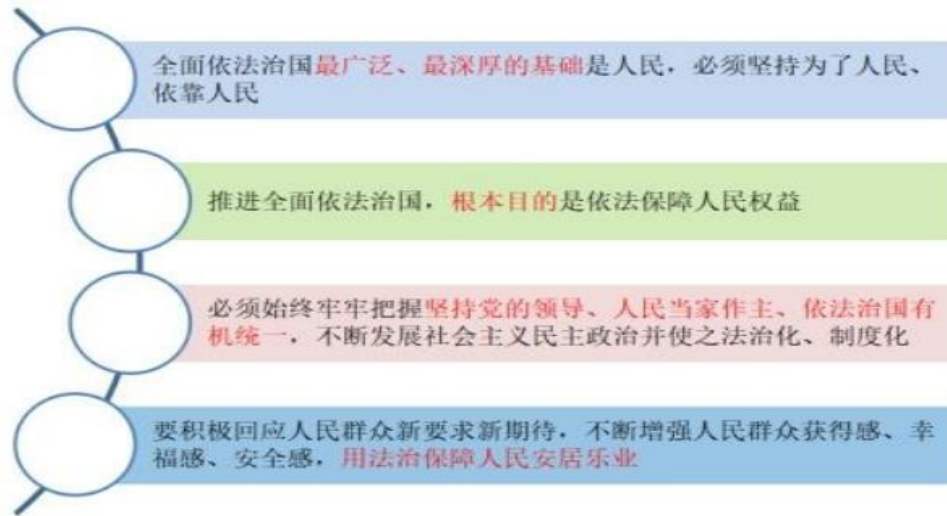 全面依法治国最广泛、最深厚的基础是人民，必须坚持为了人民、
依靠人民
推进全面依法治国，根本目的是依法保障人民权益
必须始终牢牢把握坚持党的领导、人民当家作主、依法治国有
机统一，不断发展社会主义民主政治并使之法治化、制度化
要积极回应人民群众新要求新期待，不断增强人民群众获得感、幸
福感、安全感，用法治保障人民安居乐业